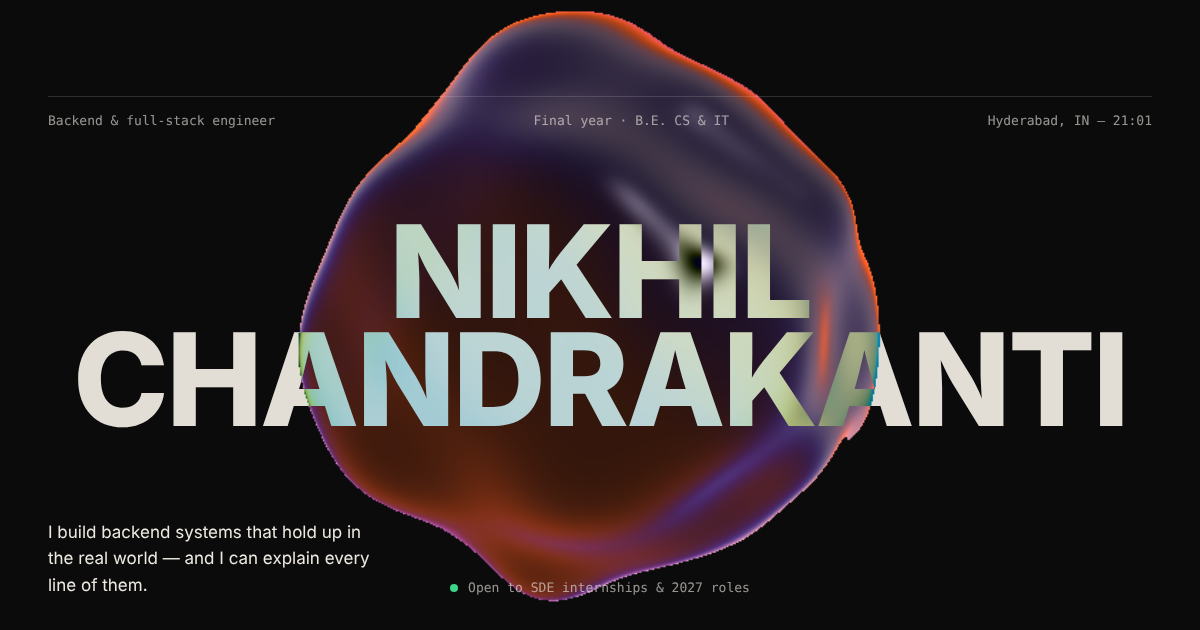 Backend & full-stack engineer
Final year · B.E. CS & IT
Hyderabad, IN — 21:01
NIKHIL
CHANDRAKANTI
I build backend systems that hold up in
the real world — and I can explain every
line of them.
Open to SDE internships & 2027 roles